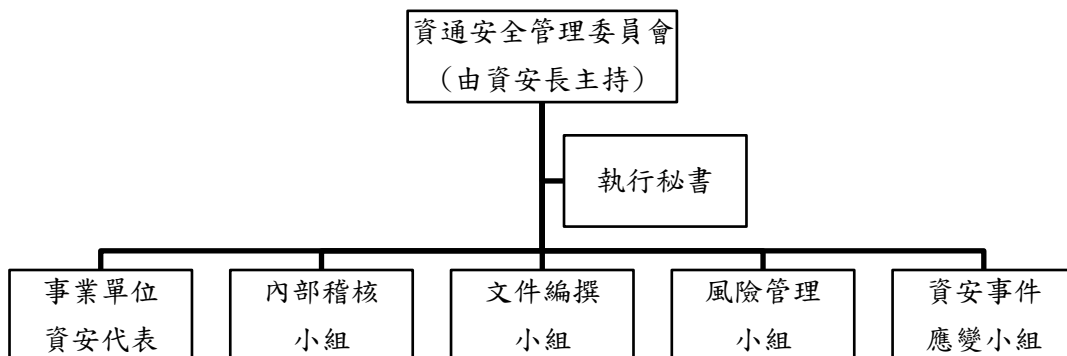 資通安全管理委員會
（由資安長主持）
執行秘書
事業單位
資安代表
內部稽核
小組
文件編撰
小組
風險管理
小組
資安事件
應變小組